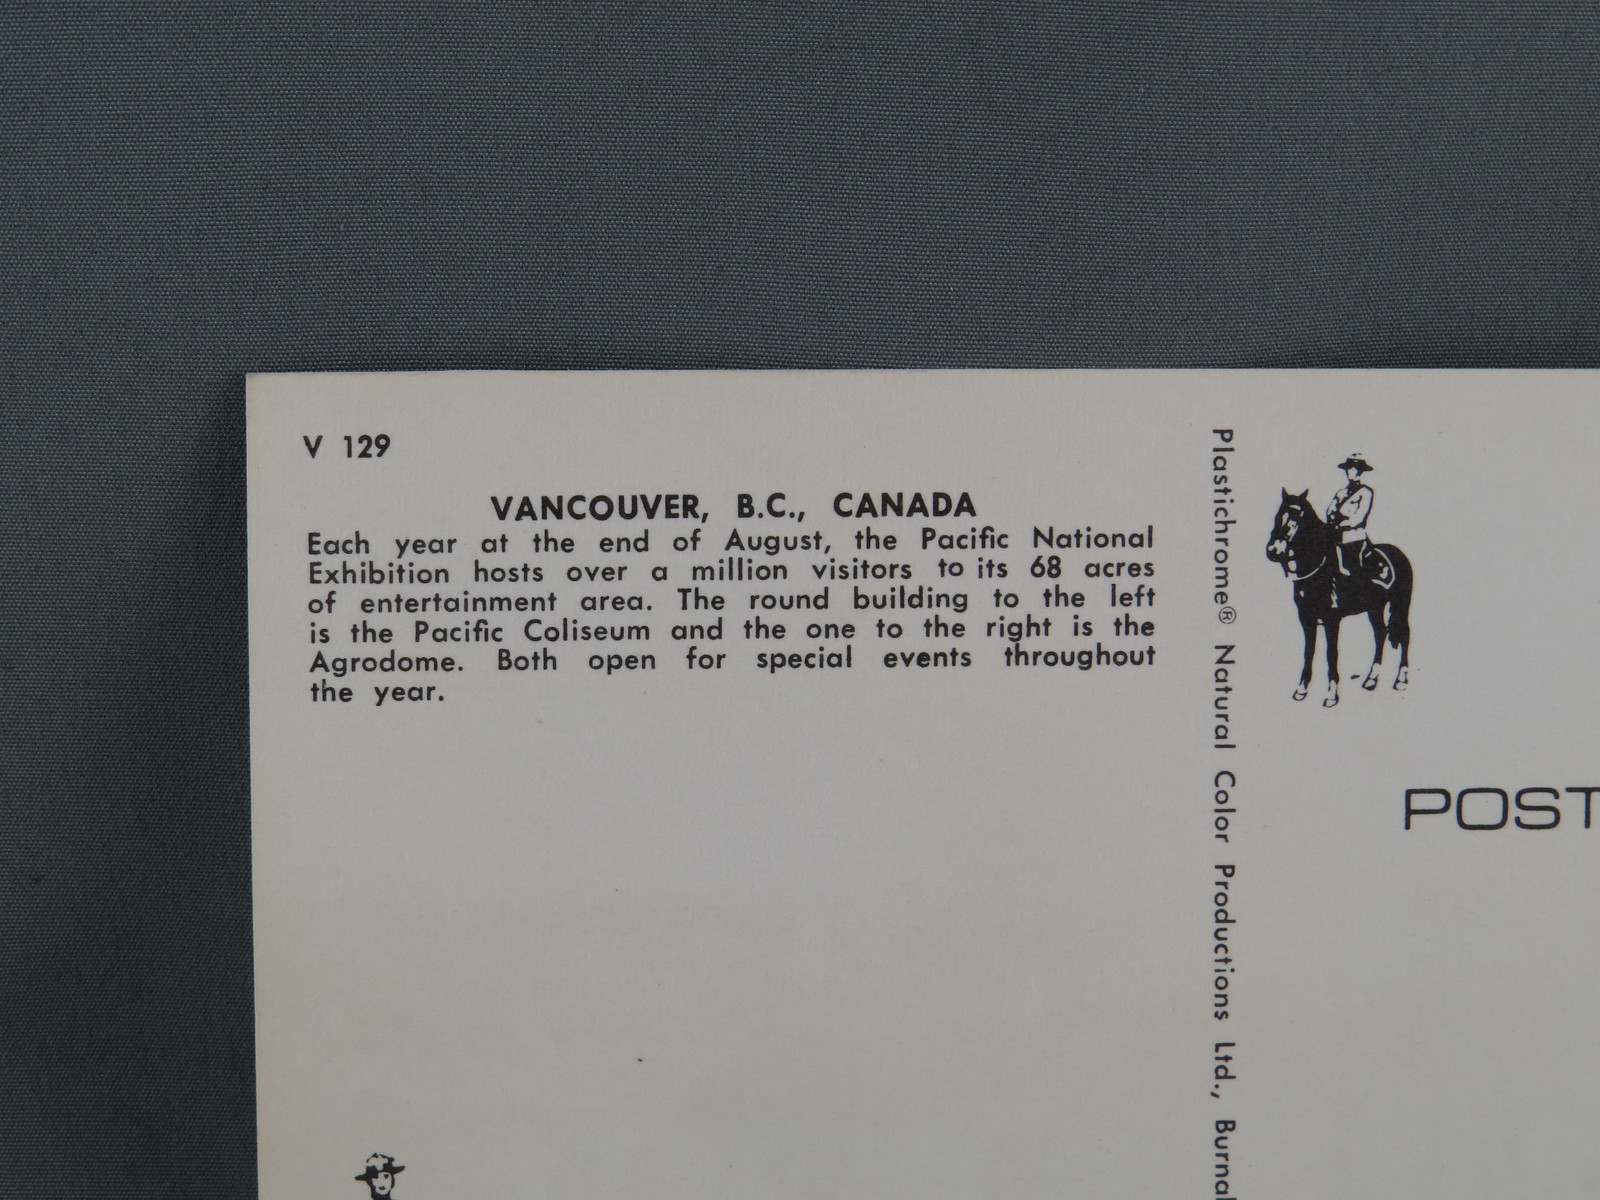 V 129
VANCOUVER, B.C., CANADA
Each year at the end of August, the Pacific National
Exhibition hosts over a million visitors to its 68 acres
of entertainment area. The round building to the left
is the Pacific Coliseum and the one to the right is the
Agrodome. Both open for special events throughout
the year.
Plastichrome® Natural Color Productions Ltd., Burnab
POST